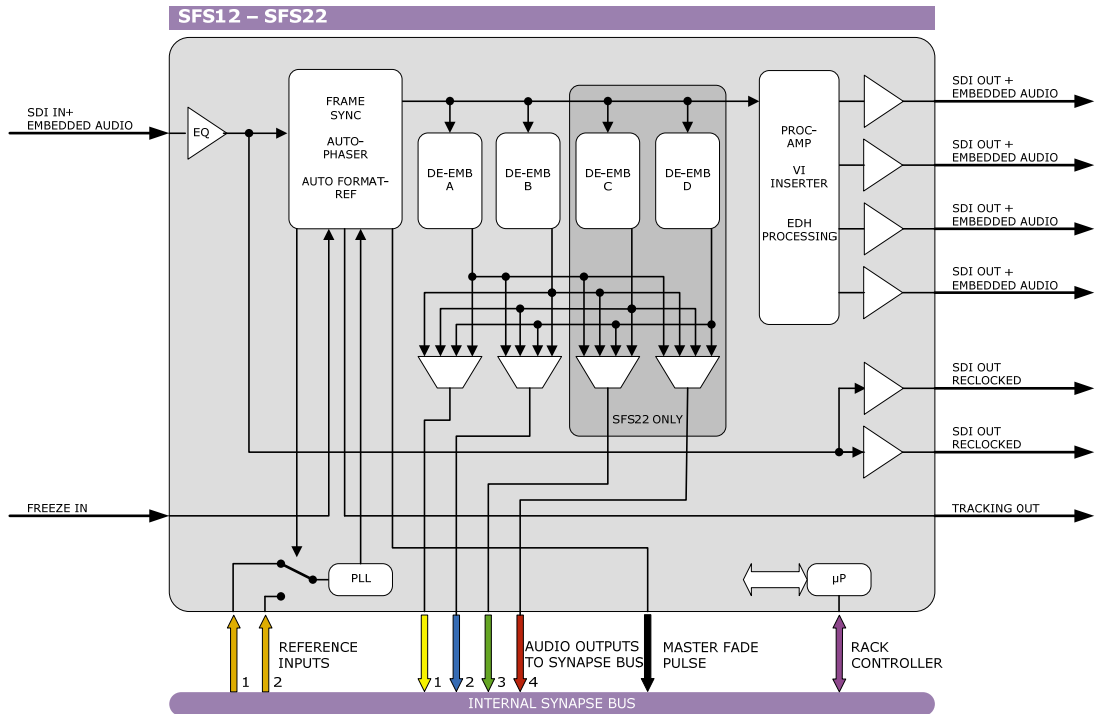 SFS12 – SFS22
SDI IN+
EMBEDDED AUDIO
EQ
FRAME
SYNC
AUTO-
PHASER
AUTO FORMAT-
REF
DE-EMB
A
DE-EMB
B
DE-EMB
C
DE-EMB
D
PROC-
AMP
VI
INSERTER
EDH
PROCESSING
SDI OUT +
EMBEDDED AUDIO
SDI OUT +
EMBEDDED AUDIO
SDI OUT +
EMBEDDED AUDIO
SDI OUT +
EMBEDDED AUDIO
SDI OUT
RECLOCKED
SDI OUT
RECLOCKED
SFS22 ONLY
FREEZE IN
TRACKING OUT
PLL
µP
REFERENCE
INPUTS
1
2
AUDIO OUTPUTS
TO SYNAPSE BUS
1
2
3
4
MASTER FADE
PULSE
RACK
CONTROLLER
INTERNAL SYNAPSE BUS